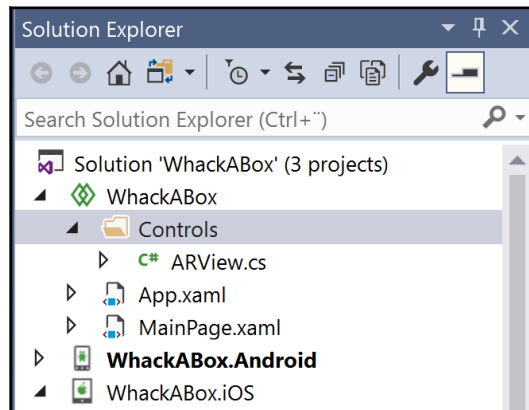 Solution Explorer
Search Solution Explorer (Ctrl+¨)
Solution 'WhackABox' (3 projects)
WhackABox
Controls
C# ARView.cs
App.xaml
MainPage.xaml
WhackABox.Android
WhackABox.iOS